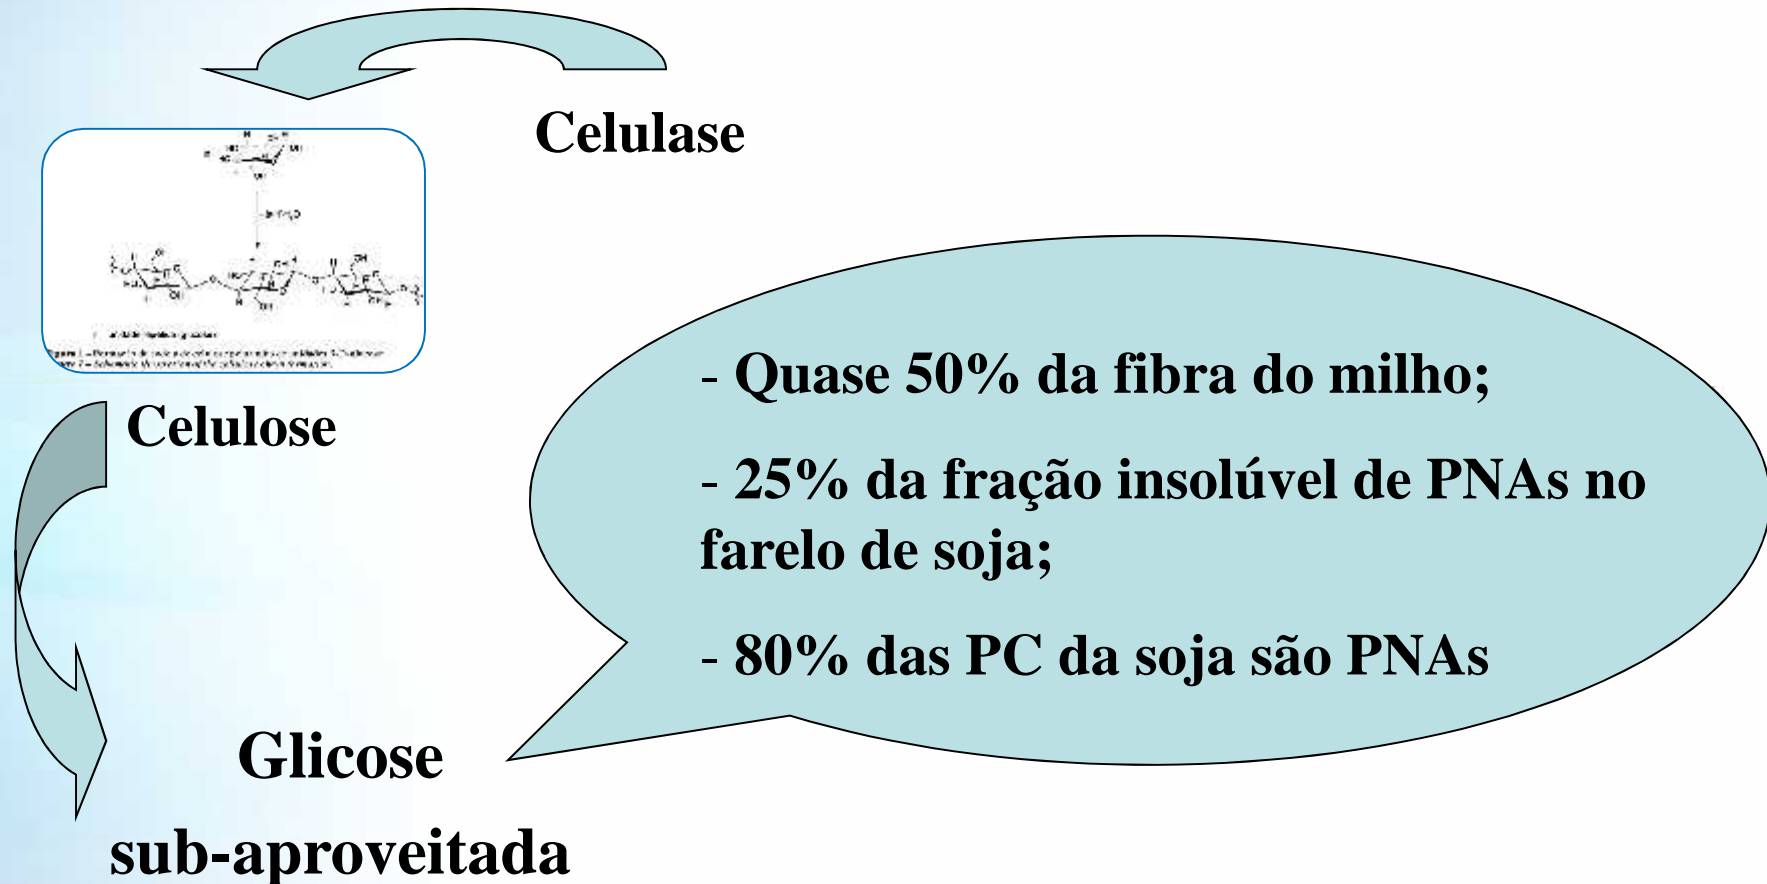 Celulase
Celulose
- Quase 50% da fibra do milho;
- 25% da fração insolúvel de PNAs no
farelo de soja;
- 80% das PC da soja são PNAs
Glicose
sub-aproveitada